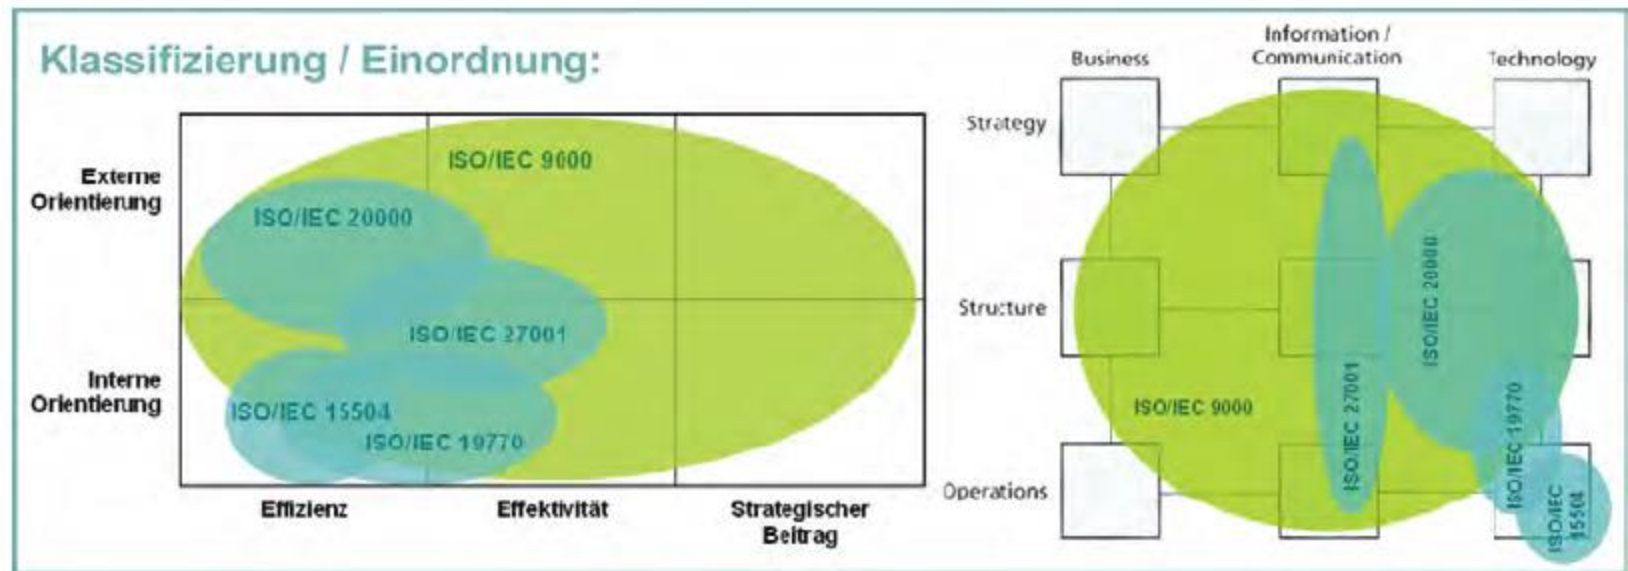 Klassifizierung / Einordnung:
Externe
Orientierung
Interne
Orientierung
ISO/IEC 9000
ISO/IEC 20000
ISO/IEC 27001
ISO/IEC 15504
ISO/IEC 19770
Effizienz
Effektivität
Strategischer
Beitrag
Business
Information /
Communication
Technology
Strategy
Structure
Operations
ISO/IEC 9000
ISO/IEC 27001
ISO/IEC 20000
ISO/IEC 19770
ISO/IEC
15504